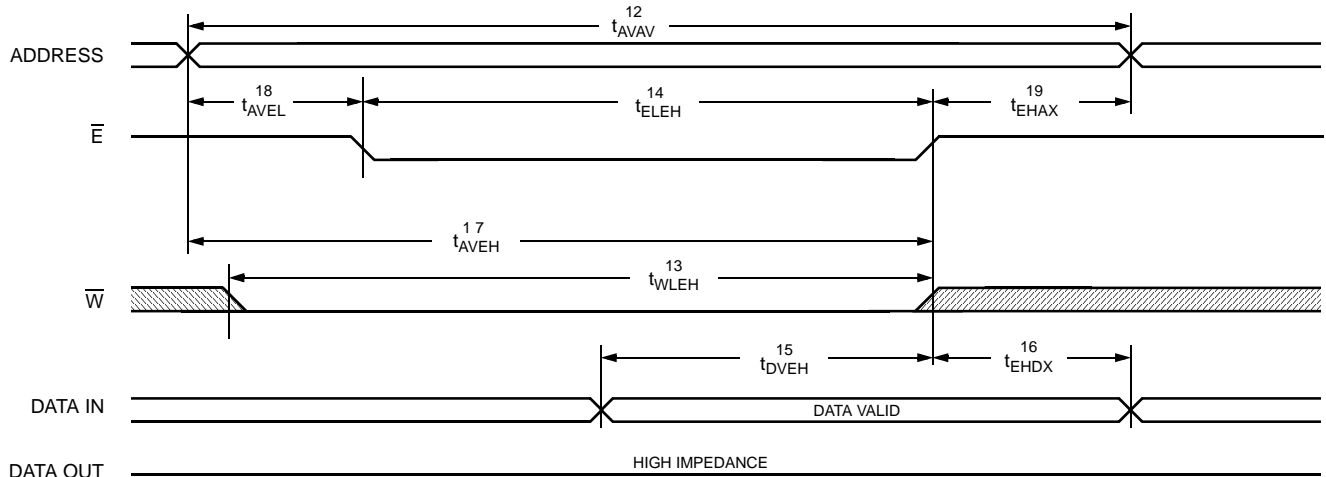 12
tAVAV
ADDRESS
18
tAVEL
14
tELEH
19
tEHAX
E
1 7
tAVEH
13
tWLEH
W
15
tDVEH
16
tEHDX
DATA IN
DATA VALID
DATA OUT
HIGH IMPEDANCE